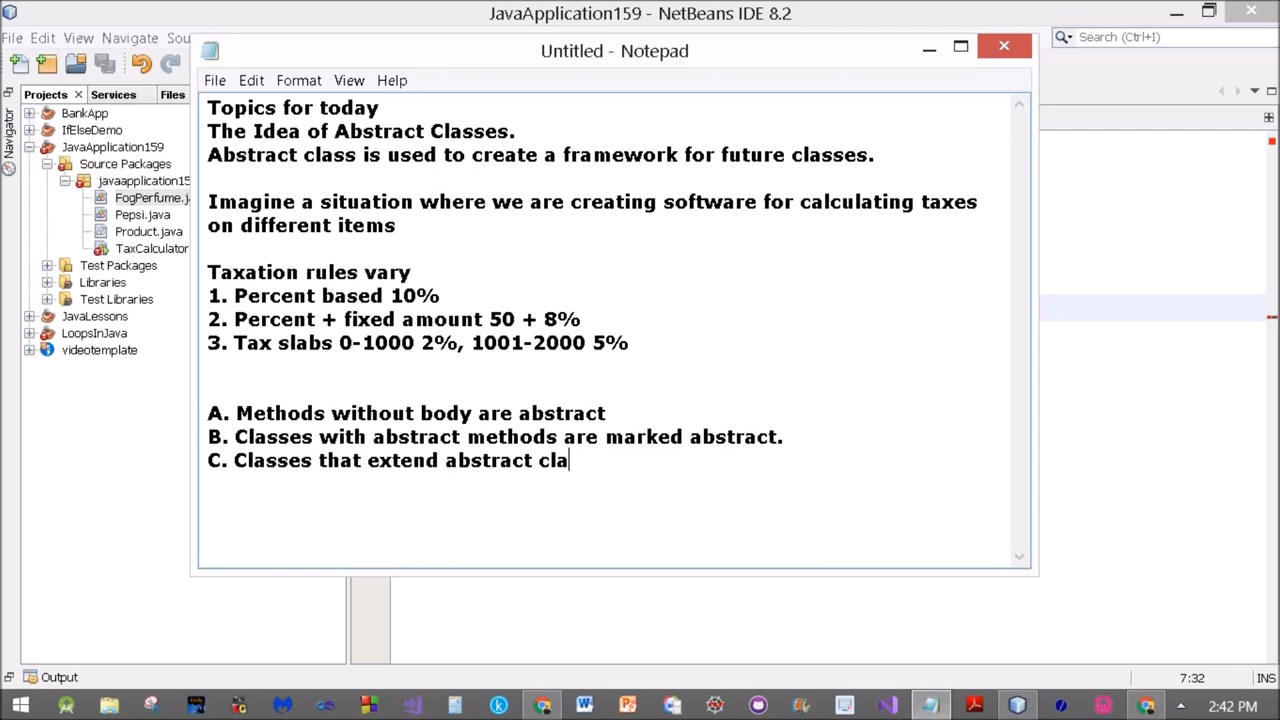 JavaApplication159 - NetBeans IDE 8.2
File Edit View Navigate Sou
Search (Ctrl+I)
Untitled - Notepad
File Edit Format View Help
Projects Services Files
Navigator
BankApp
IfElseDemo
JavaApplication159
Source Packages
javaapplication15
FogPerfume.j
Pepsi.java
Product.java
TaxCalculator
Test Packages
Libraries
Test Libraries
JavaLessons
LoopsInJava
videotemplate
Topics for today
The Idea of Abstract Classes.
Abstract class is used to create a framework for future classes.
Imagine a situation where we are creating software for calculating taxes
on different items
Taxation rules vary
1. Percent based 10%
2. Percent + fixed amount 50 + 8%
3. Tax slabs 0-1000 2%, 1001-2000 5%
A. Methods without body are abstract
B. Classes with abstract methods are marked abstract.
C. Classes that extend abstract cla
Output
7:32 INS
2:42 PM